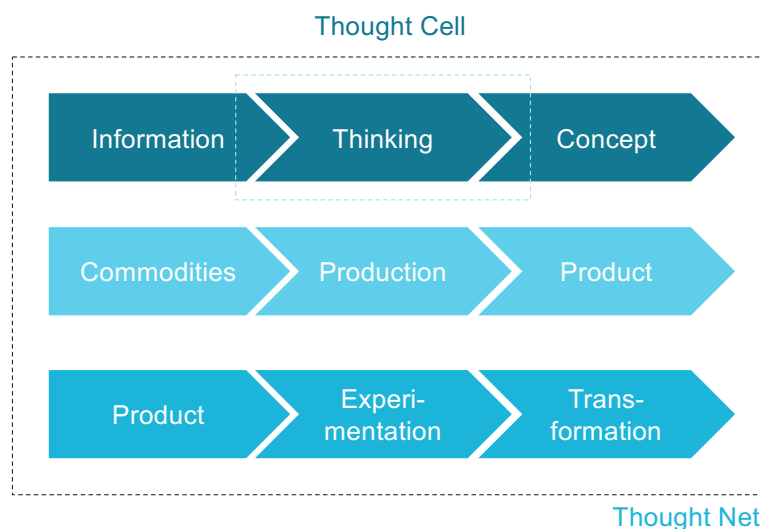 Thought Cell
Information Thinking Concept
Commodities Production Product
Product Experi-
mentation Trans-
formation
Thought Net